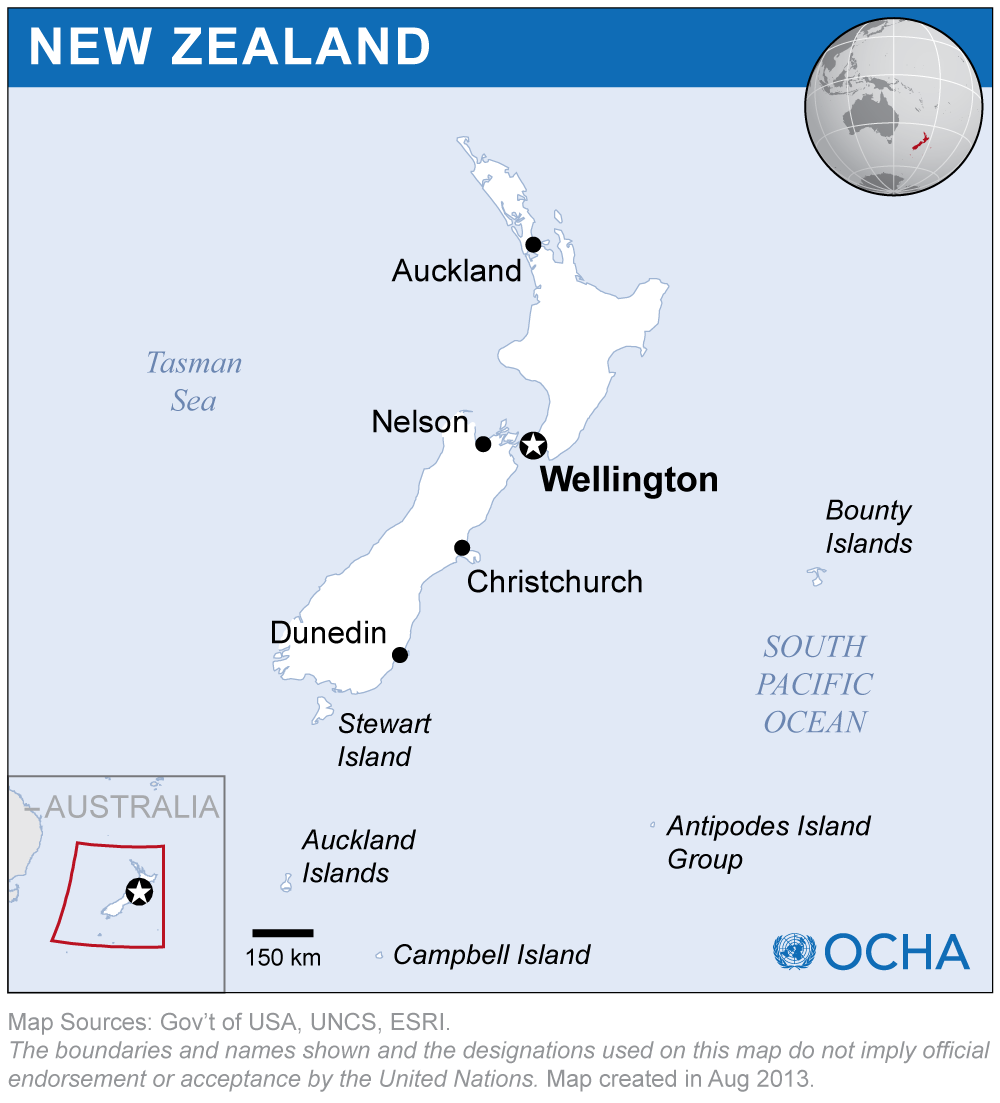 NEW ZEALAND
Auckland
Tasman
Sea
Nelson
Wellington
Bounty
Islands
Christchurch
Dunedin
SOUTH
PACIFIC
OCEAN
Stewart
Island
AUSTRALIA
Auckland
Islands
Antipodes Island
Group
150 km
Campbell Island
OCHA
Map Sources: Gov't of USA, UNCS, ESRI.
The boundaries and names shown and the designations used on this map do not imply official
endorsement or acceptance by the United Nations. Map created in Aug 2013.